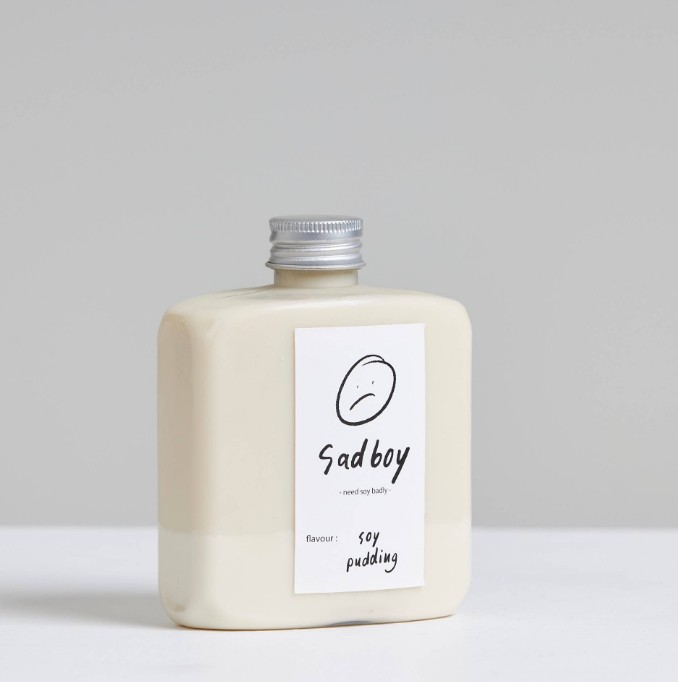 Sad boy
- need soy badly -
flavour : soy
pudding